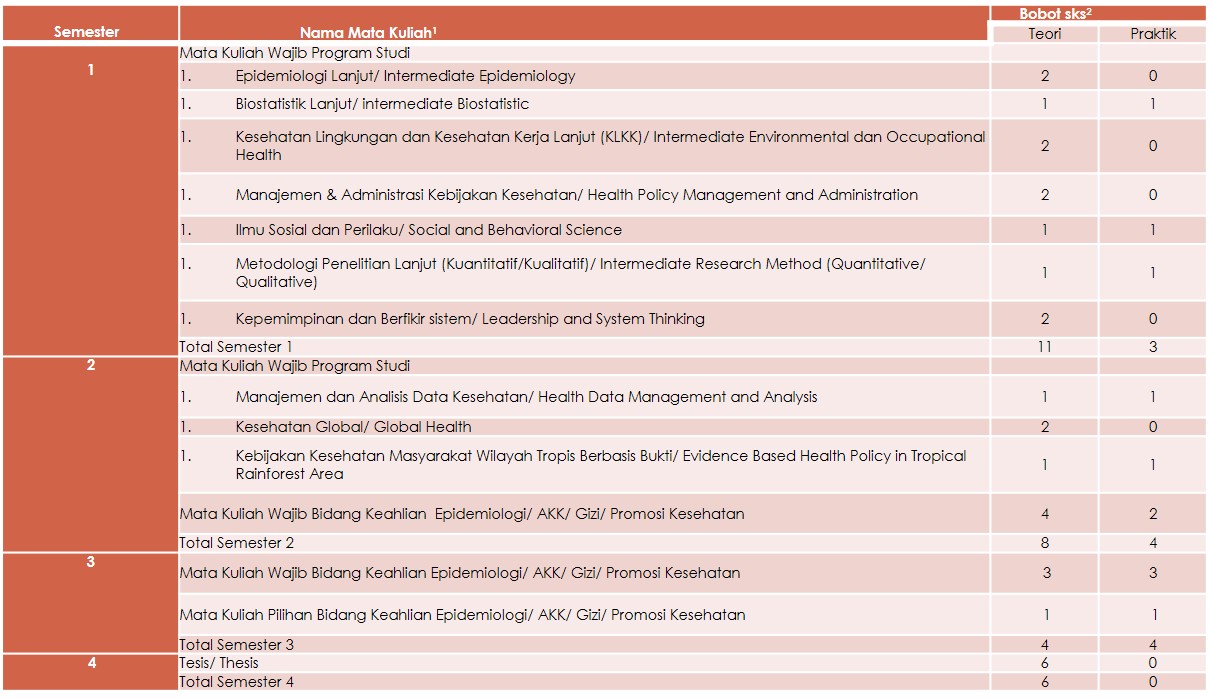 Semester Nama Mata Kuliah¹ Bobot sks²
Teori Praktik
1 Mata Kuliah Wajib Program Studi
1. Epidemiologi Lanjut/ Intermediate Epidemiology 2 0
1. Biostatistik Lanjut/ intermediate Biostatistic 1 1
1. Kesehatan Lingkungan dan Kesehatan Kerja Lanjut (KLKK)/ Intermediate Environmental dan Occupational
Health 2 0
1. Manajemen & Administrasi Kebijakan Kesehatan/ Health Policy Management and Administration 2 0
1. Ilmu Sosial dan Perilaku/ Social and Behavioral Science 1 1
1. Metodologi Penelitian Lanjut (Kuantitatif/Kualitatif)/ Intermediate Research Method (Quantitative/
Qualitative) 1 1
1. Kepemimpinan dan Berfikir sistem/ Leadership and System Thinking 2 0
Total Semester 1 11 3
2 Mata Kuliah Wajib Program Studi
1. Manajemen dan Analisis Data Kesehatan/ Health Data Management and Analysis 1 1
1. Kesehatan Global/ Global Health 2 0
1. Kebijakan Kesehatan Masyarakat Wilayah Tropis Berbasis Bukti/ Evidence Based Health Policy in Tropical
Rainforest Area 1 1
Mata Kuliah Wajib Bidang Keahlian Epidemiologi/ AKK/ Gizi/ Promosi Kesehatan 4 2
Total Semester 2 8 4
3 Mata Kuliah Wajib Bidang Keahlian Epidemiologi/ AKK/ Gizi/ Promosi Kesehatan 3 3
Mata Kuliah Pilihan Bidang Keahlian Epidemiologi/ AKK/ Gizi/ Promosi Kesehatan 1 1
Total Semester 3 4 4
4 Tesis/ Thesis 6 0
Total Semester 4 6 0